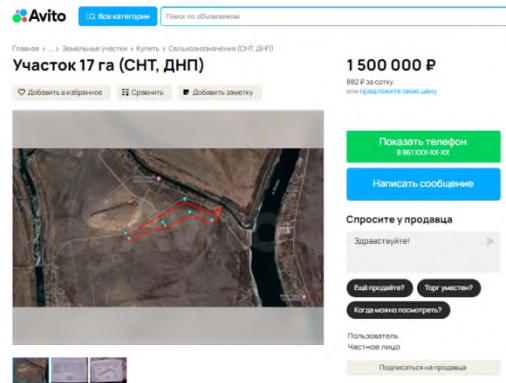 Avito
Все категории
Поиск по объявлениям
Главная > ... > Земельные участки > Купить > Сельхозназначения (СНТ, ДНП)
Участок 17 га (СНТ, ДНП)
1 500 000 ₽
882 ₽ за сотку
или предложите свою цену
Добавить в избранное
Сравнить
Добавить заметку
Показать телефон
8 961 XXX-XX-XX
Написать сообщение
Спросите у продавца
Здравствуйте!
Ещё продаёте?
Торг уместен?
Когда можно посмотреть?
Пользователь
Частное лицо
Подписаться на продавца